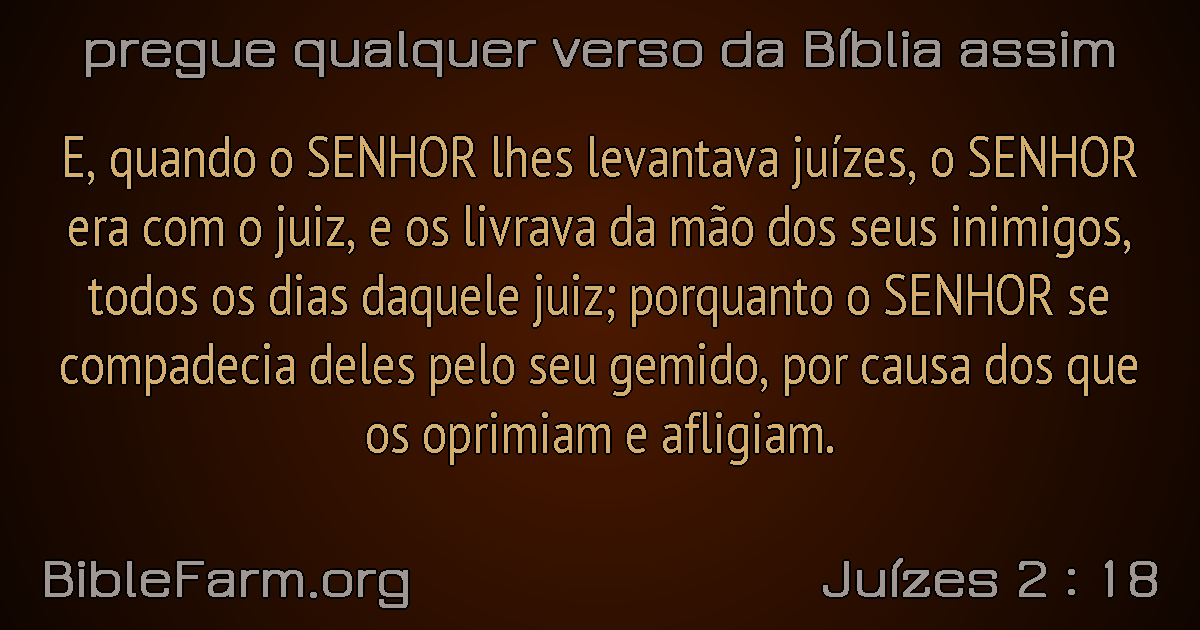 pregue qualquer verso da Bíblia assim
E, quando o SENHOR lhes levantava juízes, o SENHOR
era com o juiz, e os livrava da mão dos seus inimigos,
todos os dias daquele juiz; porquanto o SENHOR se
compadecia deles pelo seu gemido, por causa dos que
os oprimiam e afligiam.
BibleFarm.org
Juízes 2 : 18